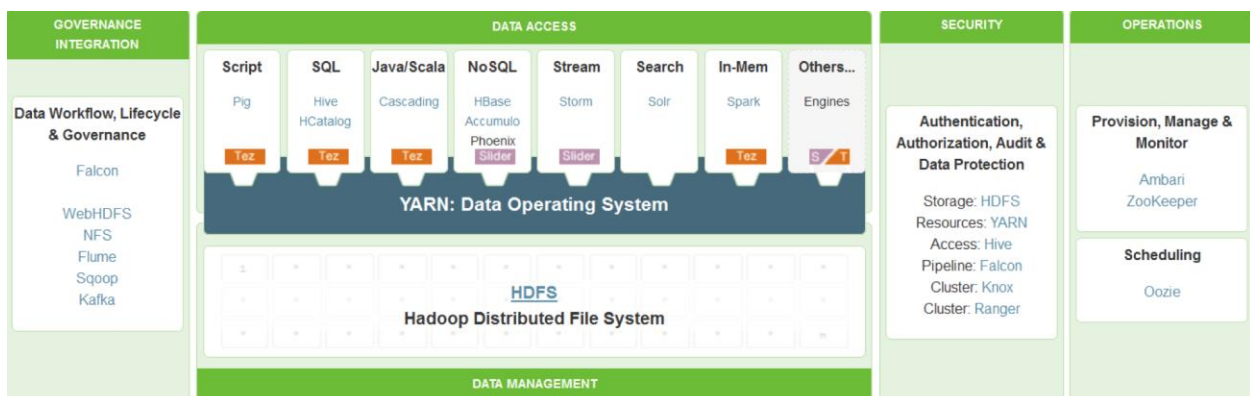 GOVERNANCE
INTEGRATION
Data Workflow, Lifecycle
& Governance
Falcon
WebHDFS
NFS
Flume
Sqoop
Kafka
DATA ACCESS
Script
Pig
Tez
SQL
Hive
HCatalog
Tez
Java/Scala
Cascading
Tez
NoSQL
HBase
Accumulo
Phoenix
Slider
Stream
Storm
Slider
Search
Solr
In-Mem
Spark
Tez
Others...
Engines
S / T
YARN: Data Operating System
1
HDFS
Hadoop Distributed File System
n
DATA MANAGEMENT
SECURITY
Authentication,
Authorization, Audit &
Data Protection
Storage: HDFS
Resources: YARN
Access: Hive
Pipeline: Falcon
Cluster: Knox
Cluster: Ranger
OPERATIONS
Provision, Manage &
Monitor
Ambari
ZooKeeper
Scheduling
Oozie